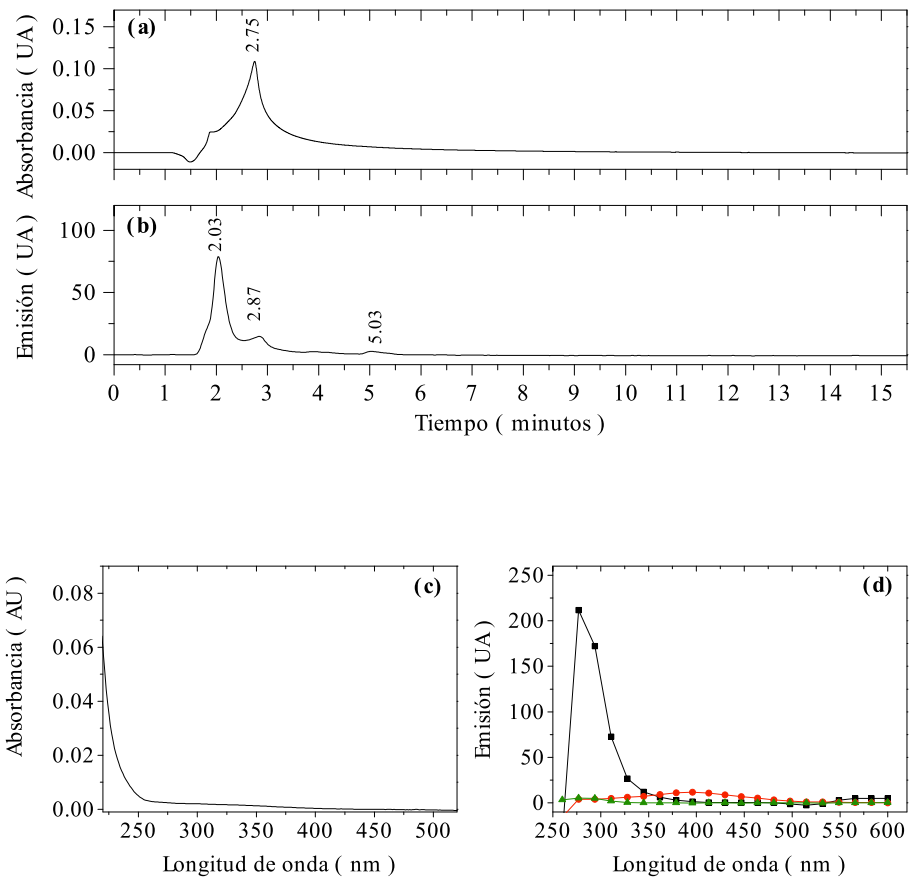 (a)
2.75
0.15
0.10
0.05
0.00
Absorbancia ( UA)
(b)
2.03
2.87
5.03
100
50
0
Emisión ( UA)
0 1 2 3 4 5 6 7 8 9 10 11 12 13 14 15
Tiempo ( minutos )
(c)
0.08
0.06
0.04
0.02
0.00
Absorbancia ( AU )
250 300 350 400 450 500
Longitud de onda ( nm )
(d)
250
200
150
100
50
0
Emisión ( UA )
250 300 350 400 450 500 550 600
Longitud de onda ( nm )